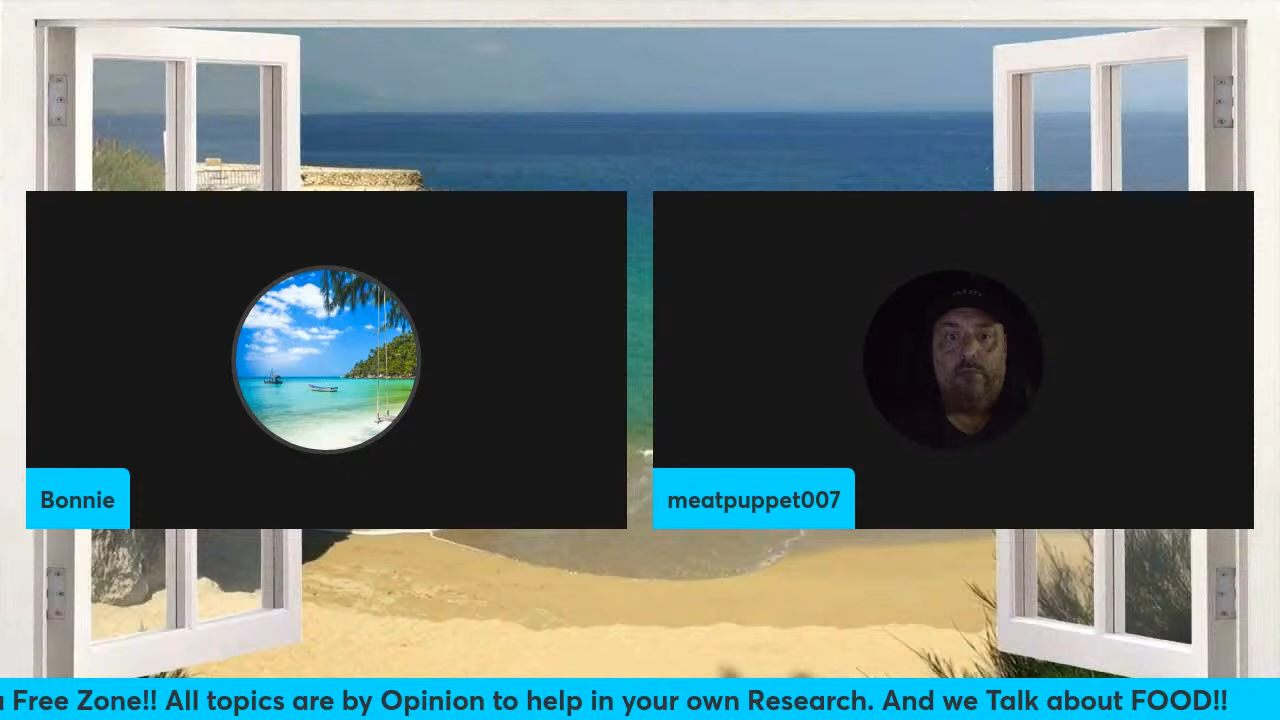 Bonnie
meatpuppet007
Free Zone!! All topics are by Opinion to help in your own Research. And we Talk about FOOD!!